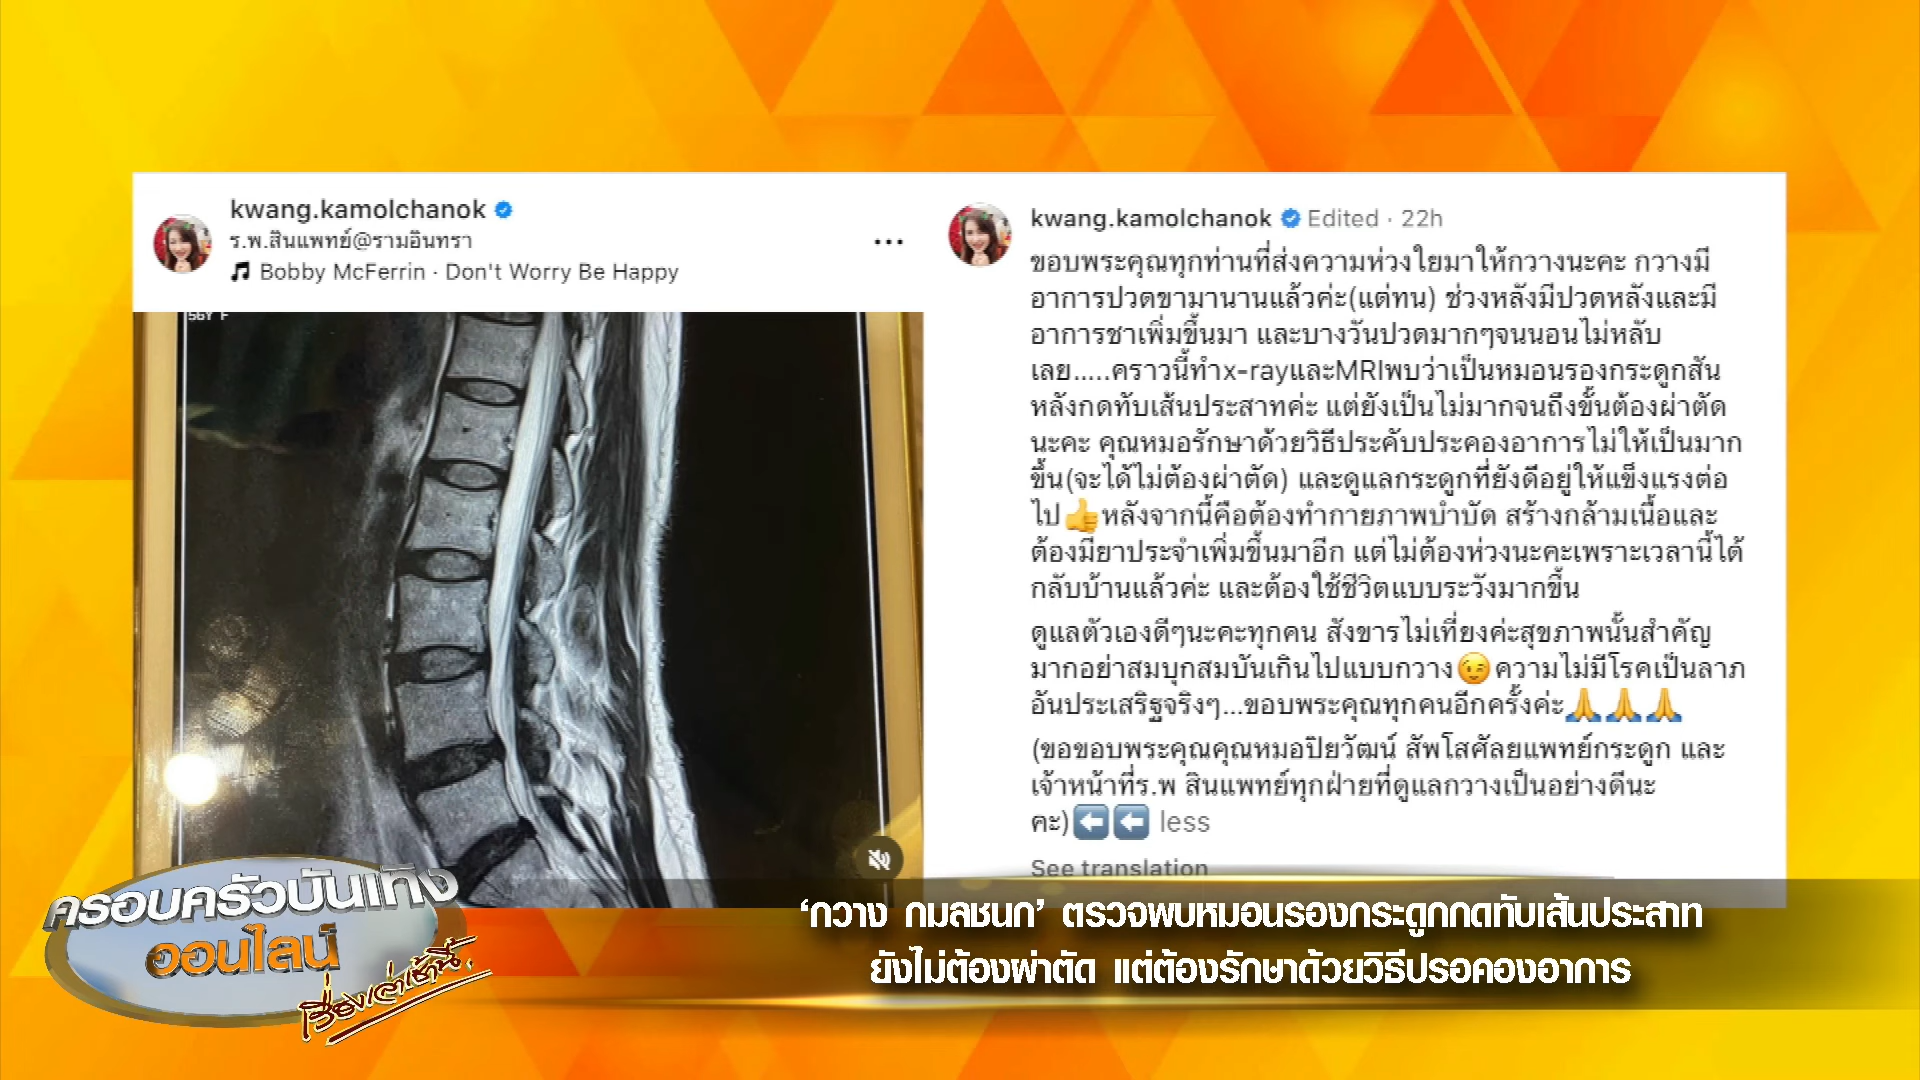 kwang.kamolchanok
ร.พ.สินแพทย์@รามอินทรา
Bobby McFerrin · Don't Worry Be Happy
56Y F
kwang.kamolchanok Edited · 22h
ขอบพระคุณทุกท่านที่ส่งความห่วงใยมาให้กวางนะคะ กวางมี
อาการปวดขามานานแล้วค่ะ(แต่ทน) ช่วงหลังมีปวดหลังและมี
อาการชาเพิ่มขึ้นมา และบางวันปวดมากๆจนนอนไม่หลับ
เลย.....คราวนี้ทำx-rayและMRIพบว่าเป็นหมอนรองกระดูกสัน
หลังกดทับเส้นประสาทค่ะ แต่ยังเป็นไม่มากจนถึงขั้นต้องผ่าตัด
นะคะ คุณหมอรักษาด้วยวิธีประคับประคองอาการไม่ให้เป็นมาก
ขึ้น(จะได้ไม่ต้องผ่าตัด) และดูแลกระดูกที่ยังดีอยู่ให้แข็งแรงต่อ
ไป👍หลังจากนี้คือต้องทำกายภาพบำบัด สร้างกล้ามเนื้อและ
ต้องมียาประจำเพิ่มขึ้นมาอีก แต่ไม่ต้องห่วงนะคะเพราะเวลานี้ได้
กลับบ้านแล้วค่ะ และต้องใช้ชีวิตแบบระวังมากขึ้น
ดูแลตัวเองดีๆนะคะทุกคน สังขารไม่เที่ยงค่ะสุขภาพนั้นสำคัญ
มากอย่าสมบุกสมบันเกินไปแบบกวาง😉ความไม่มีโรคเป็นลาภ
อันประเสริฐจริงๆ...ขอบพระคุณทุกคนอีกครั้งค่ะ🙏🙏🙏
(ขอขอบพระคุณคุณหมอปิยวัฒน์ สัพโสศัลยแพทย์กระดูก และ
เจ้าหน้าที่ร.พ สินแพทย์ทุกฝ่ายที่ดูแลกวางเป็นอย่างดีนะ
คะ)⬅️⬅️ less
See translation
ครอบครัวบันเทิง
ออนไลน์
เรื่องเล่าเช้านี้
‘กวาง กมลชนก’ ตรวจพบหมอนรองกระดูกกดทับเส้นประสาท
ยังไม่ต้องผ่าตัด แต่ต้องรักษาด้วยวิธีปรอคองอาการ